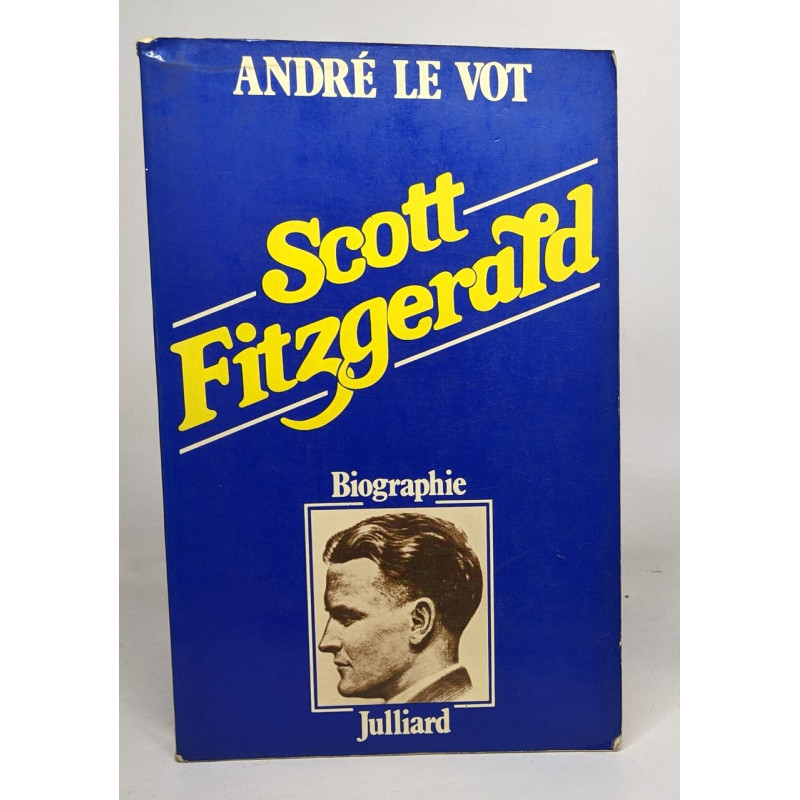 ANDRÉ LE VOT
Scott
Fitzgerald
Biographie
Julliard